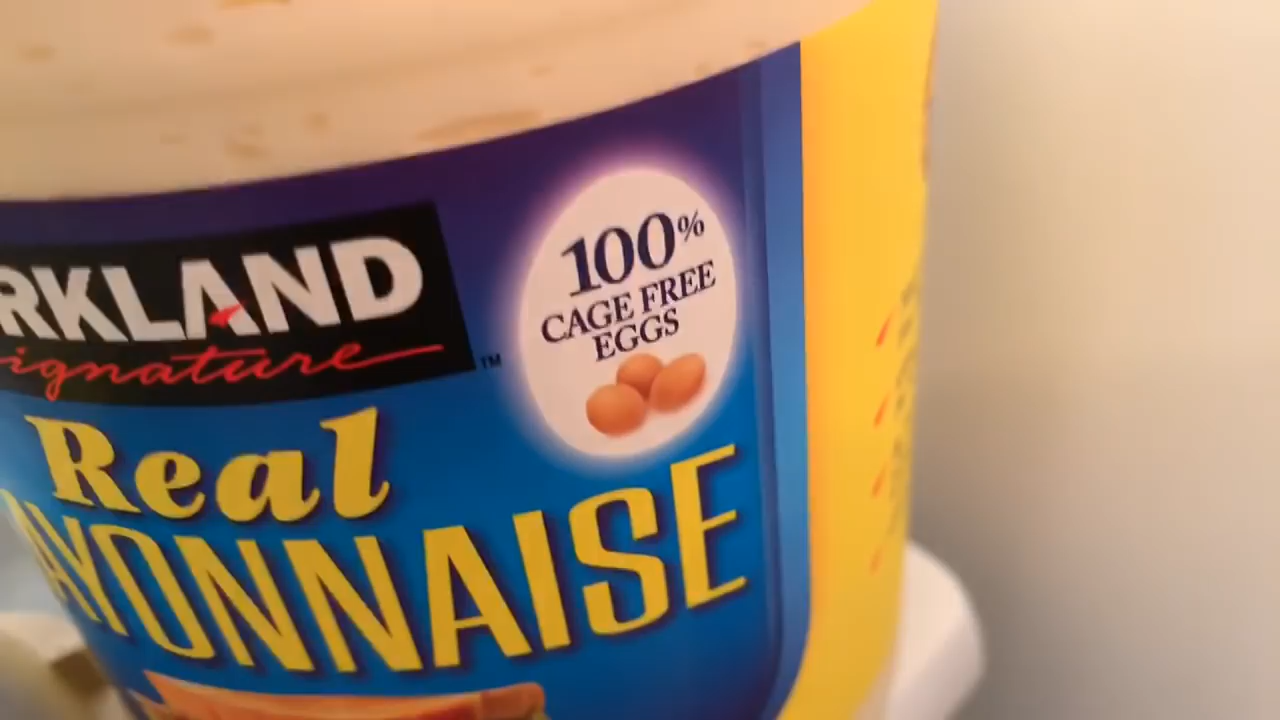 RKLAND
ignature
TM
100%
CAGE FREE
EGGS
Real
AYONNAISE